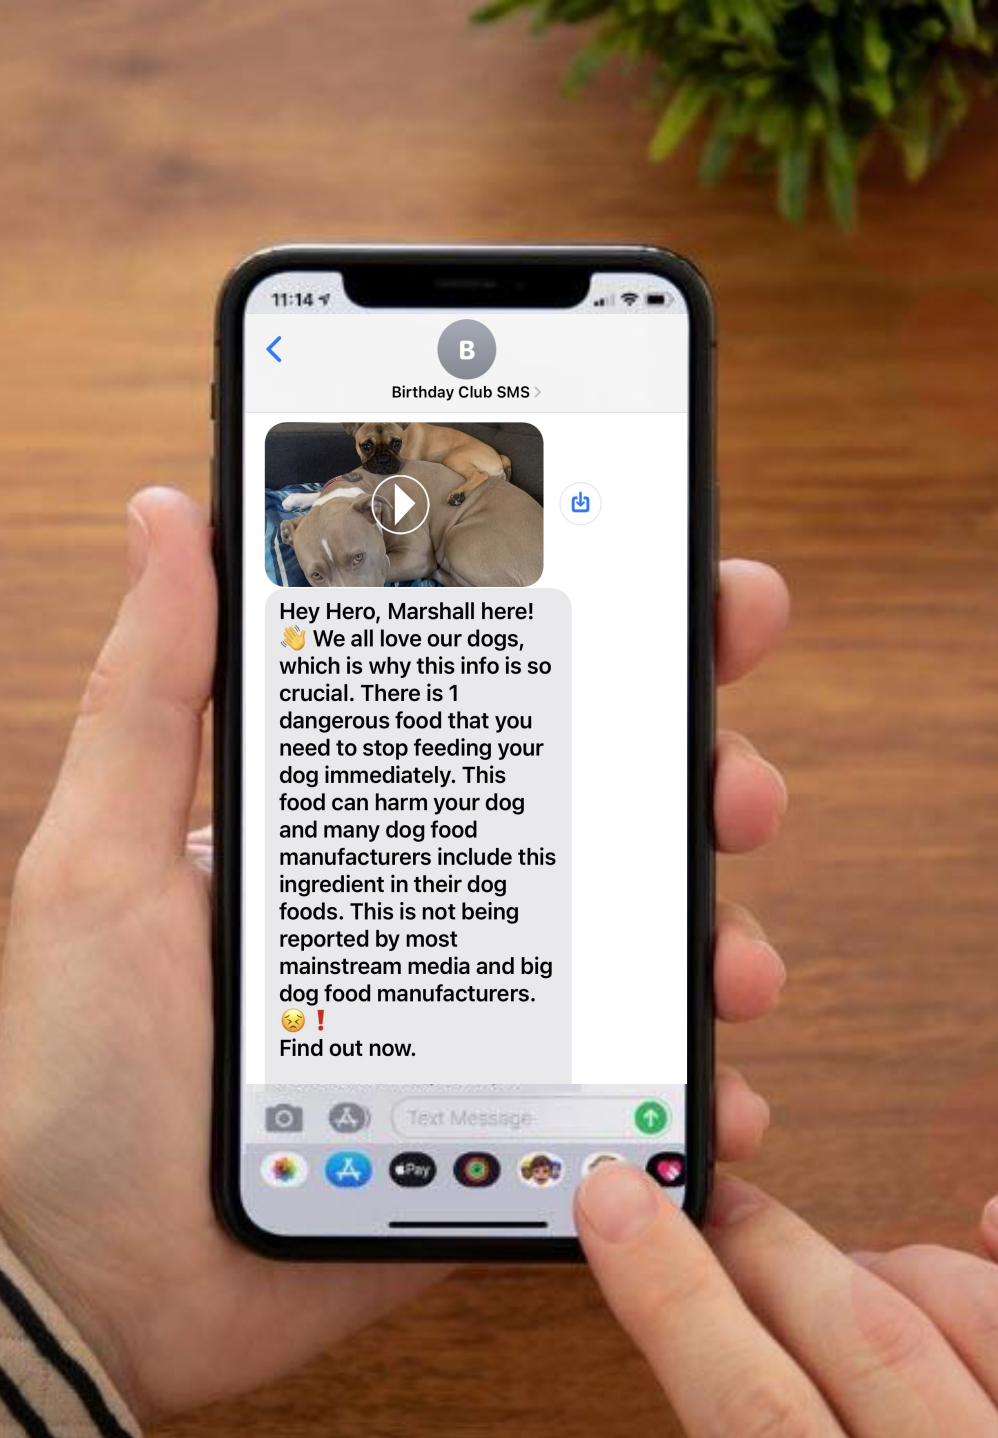 11:14
B
Birthday Club SMS
Hey Hero, Marshall here!
👋 We all love our dogs,
which is why this info is so
crucial. There is 1
dangerous food that you
need to stop feeding your
dog immediately. This
food can harm your dog
and many dog food
manufacturers include this
ingredient in their dog
foods. This is not being
reported by most
mainstream media and big
dog food manufacturers.
😣❗
Find out now.
Text Message
Pay